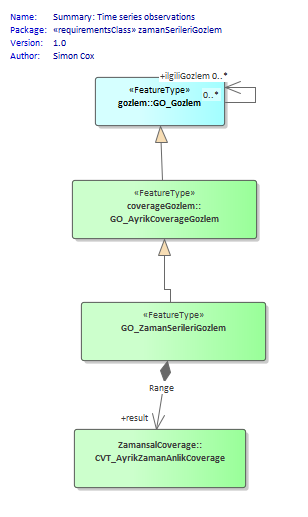 Name: Summary: Time series observations
Package: «requirementsClass» zamanSerileriGozlem
Version: 1.0
Author: Simon Cox
+ilgiliGozlem 0..*
0..*
«FeatureType»
gozlem::GO_Gozlem
«FeatureType»
coverageGozlem::
GO_AyrikCoverageGozlem
«FeatureType»
GO_ZamanSerileriGozlem
Range
+result
ZamansalCoverage::
CVT_AyrikZamanAnlikCoverage